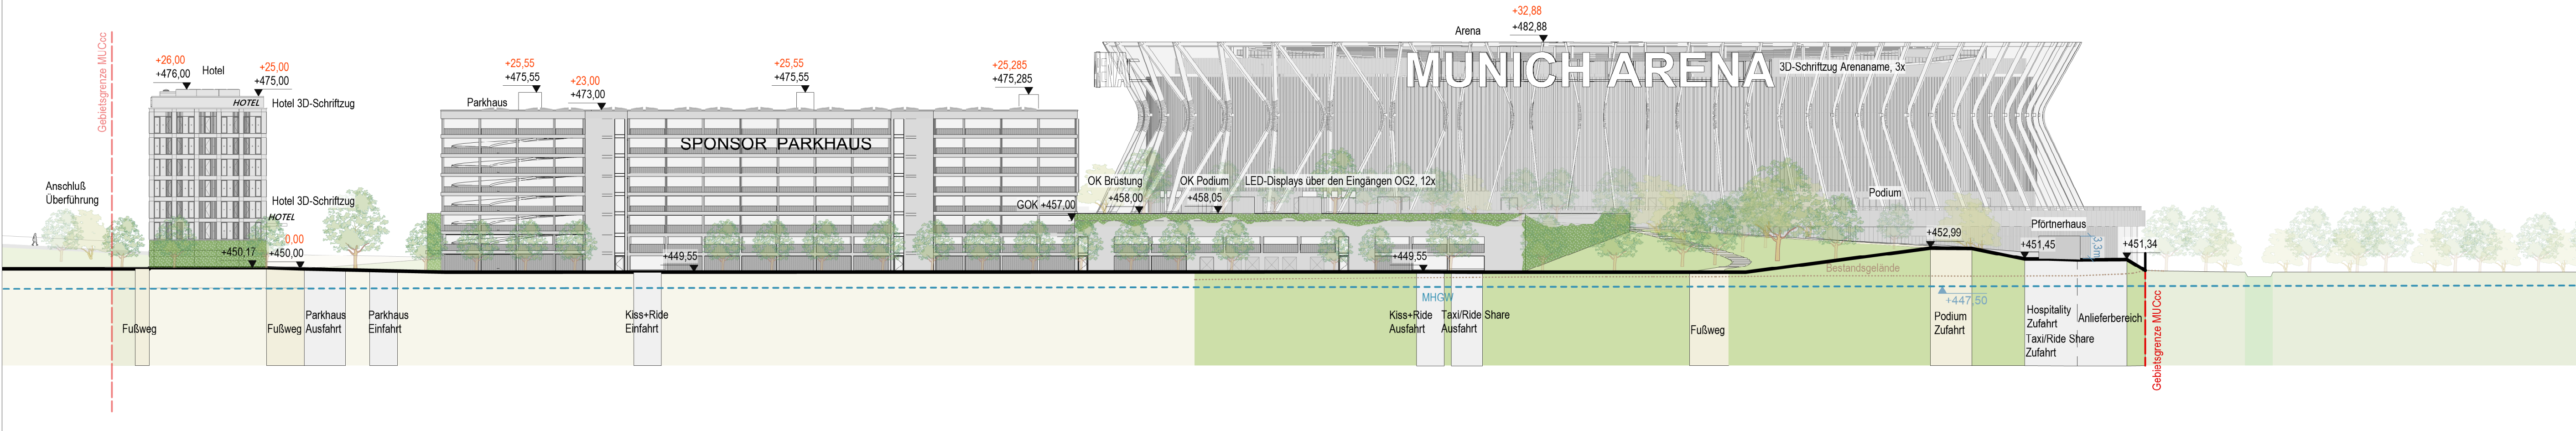 Gebietsgrenze MUCcc
+26,00
+476,00
Hotel
+25,00
+475,00
HOTEL
Hotel 3D-Schriftzug
Anschluß
Überführung
Hotel 3D-Schriftzug
HOTEL
0,00
+450,00
+450,17
Parkhaus
+25,55
+475,55
+23,00
+473,00
+25,55
+475,55
+25,285
+475,285
SPONSOR PARKHAUS
+449,55
GOK +457,00
OK Brüstung
+458,00
OK Podium
+458,05
LED-Displays über den Eingängen OG2, 12x
Arena
+32,88
+482,88
MUNICH ARENA
3D-Schriftzug Arenaname, 3x
Podium
Pförtnerhaus
+452,99
+451,45
3,3m
+451,34
+449,55
Bestandsgelände
MHGW
+447,50
Fußweg
Fußweg
Parkhaus
Ausfahrt
Parkhaus
Einfahrt
Kiss+Ride
Einfahrt
Kiss+Ride
Ausfahrt
Taxi/Ride Share
Ausfahrt
Fußweg
Podium
Zufahrt
Hospitality
Zufahrt
Taxi/Ride Share
Zufahrt
Anlieferbereich
Gebietsgrenze MUCcc